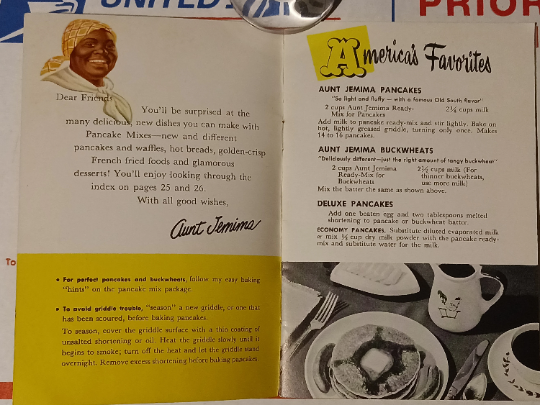 UNITED
PRIOR
To
Dear Friends
You'll be surprised at the
many delicious, new dishes you can make with
Pancake Mixes—new and different
pancakes and waffles, hot breads, golden-crisp
French fried foods and glamorous
desserts! You'll enjoy looking through the
index on pages 25 and 26.
With all good wishes,
Aunt Jemima
• For perfect pancakes and buckwheats, follow my easy baking
"hints" on the pancake mix package.
• To avoid griddle trouble, "season" a new griddle, or one that
has been scoured, before baking pancakes.
To season, cover the griddle surface with a thin coating of
unsalted shortening or oil. Heat the griddle slowly until it
begins to smoke; turn off the heat and let the griddle stand
overnight. Remove excess shortening before baking pancakes.
America's Favorites
AUNT JEMIMA PANCAKES
"So light and fluffy — with a famous Old South flavor"
2 cups Aunt Jemima Ready-Mix for Pancakes
2¼ cups milk
Add milk to pancake ready-mix and stir lightly. Bake on
hot, lightly greased griddle, turning only once. Makes
14 to 16 pancakes.
AUNT JEMIMA BUCKWHEATS
"Deliciously different—just the right amount of tangy buckwheat"
2 cups Aunt Jemima
Ready-Mix for
Buckwheats
2½ cups milk (For
thinner buckwheats,
use more milk)
Mix the batter the same as shown above.
DELUXE PANCAKES
Add one beaten egg and two tablespoons melted
shortening to pancake or buckwheat batter.
ECONOMY PANCAKES. Substitute diluted evaporated milk
or mix ¾ cup dry milk powder with the pancake ready-
mix and substitute water for the milk.